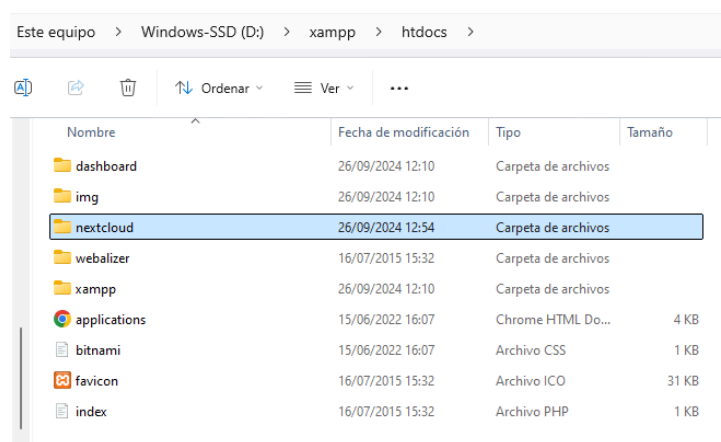 Este equipo > Windows-SSD (D:) > xampp > htdocs >
Ordenar Ver ...
Nombre Fecha de modificación Tipo Tamaño
dashboard 26/09/2024 12:10 Carpeta de archivos
img 26/09/2024 12:10 Carpeta de archivos
nextcloud 26/09/2024 12:54 Carpeta de archivos
webalizer 16/07/2015 15:32 Carpeta de archivos
xampp 26/09/2024 12:10 Carpeta de archivos
applications 15/06/2022 16:07 Chrome HTML Do... 4 KB
bitnami 15/06/2022 16:07 Archivo CSS 1 KB
favicon 16/07/2015 15:32 Archivo ICO 31 KB
index 16/07/2015 15:32 Archivo PHP 1 KB